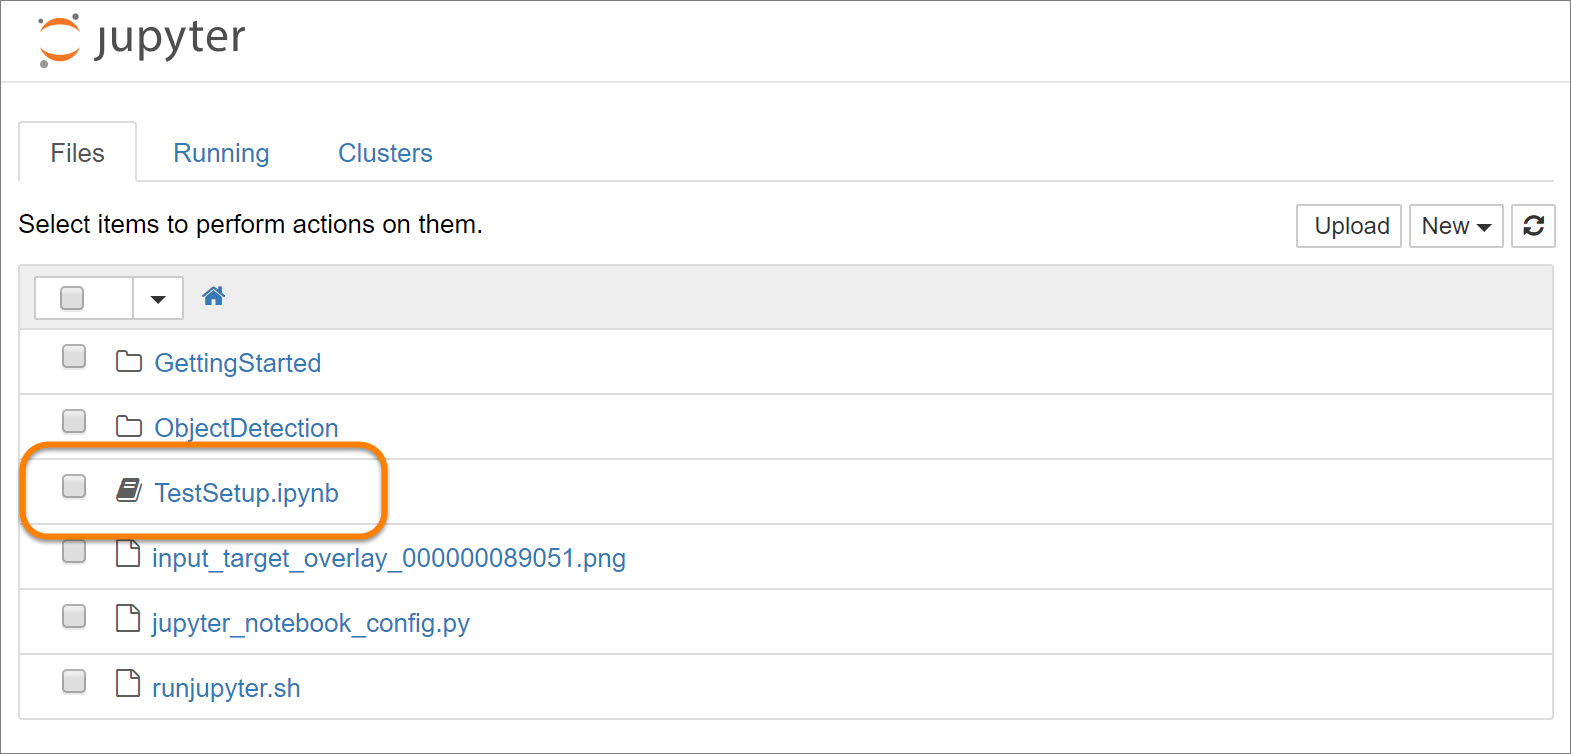 jupyter
Files Running Clusters
Select items to perform actions on them. Upload New
GettingStarted
ObjectDetection
TestSetup.ipynb
input_target_overlay_000000089051.png
jupyter_notebook_config.py
runjupyter.sh